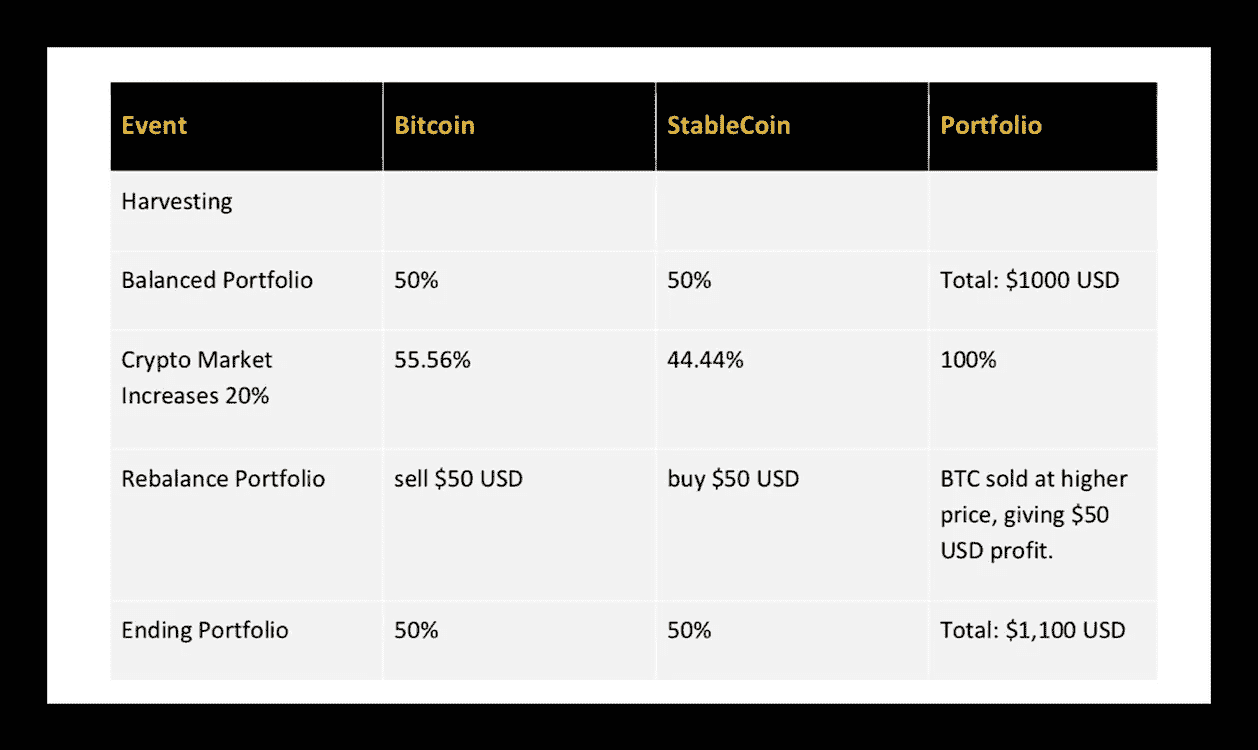 Event Bitcoin StableCoin Portfolio
Harvesting
Balanced Portfolio 50% 50% Total: $1000 USD
Crypto Market 55.56% 44.44% 100%
Increases 20%
Rebalance Portfolio sell $50 USD buy $50 USD BTC sold at higher
price, giving $50
USD profit.
Ending Portfolio 50% 50% Total: $1,100 USD